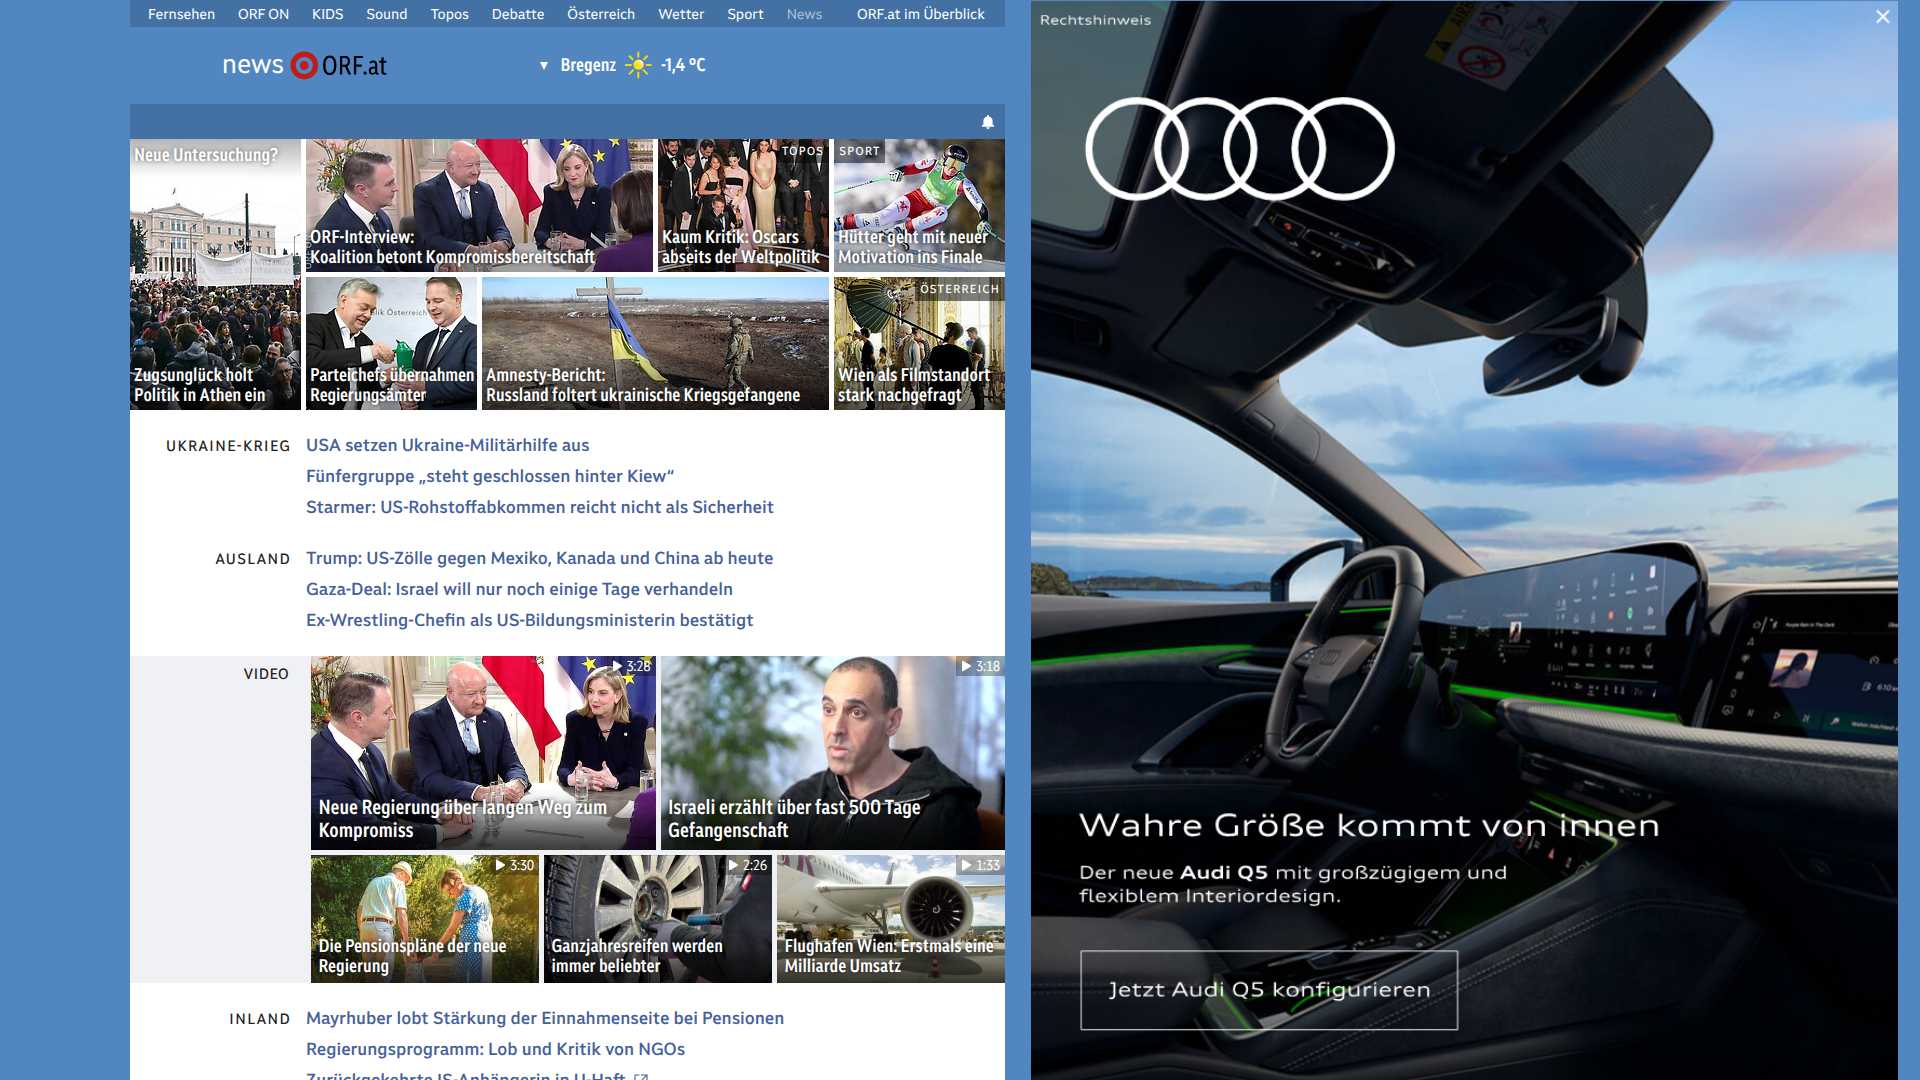 Fernsehen ORF ON KIDS Sound Topos Debatte Österreich Wetter Sport News ORF.at im Überblick
news ORF.at
▼ Bregenz -1,4 °C
Neue Untersuchung?
Zugsunglück holt
Politik in Athen ein
ORF-Interview:
Koalition betont Kompromissbereitschaft
TOPOS
Kaum Kritik: Oscars
abseits der Weltpolitik
SPORT
Hütter geht mit neuer
Motivation ins Finale
Parteichefs übernahmen
Regierungsämter
Amnesty-Bericht:
Russland foltert ukrainische Kriegsgefangene
ÖSTERREICH
Wien als Filmstandort
stark nachgefragt
UKRAINE-KRIEG
USA setzen Ukraine-Militärhilfe aus
Fünfergruppe „steht geschlossen hinter Kiew“
Starmer: US-Rohstoffabkommen reicht nicht als Sicherheit
AUSLAND
Trump: US-Zölle gegen Mexiko, Kanada und China ab heute
Gaza-Deal: Israel will nur noch einige Tage verhandeln
Ex-Wrestling-Chefin als US-Bildungsministerin bestätigt
VIDEO
3:28
Neue Regierung über langen Weg zum
Kompromiss
3:18
Israeli erzählt über fast 500 Tage
Gefangenschaft
3:30
Die Pensionspläne der neue
Regierung
2:26
Ganzjahresreifen werden
immer beliebter
1:33
Flughafen Wien: Erstmals eine
Milliarde Umsatz
INLAND
Mayrhuber lobt Stärkung der Einnahmenseite bei Pensionen
Regierungsprogramm: Lob und Kritik von NGOs
Zurückgekehrte IS-Anhängerin in U-Haft
Rechtshinweis
Wahre Größe kommt von innen
Der neue Audi Q5 mit großzügigem und
flexiblem Interiordesign.
Jetzt Audi Q5 konfigurieren